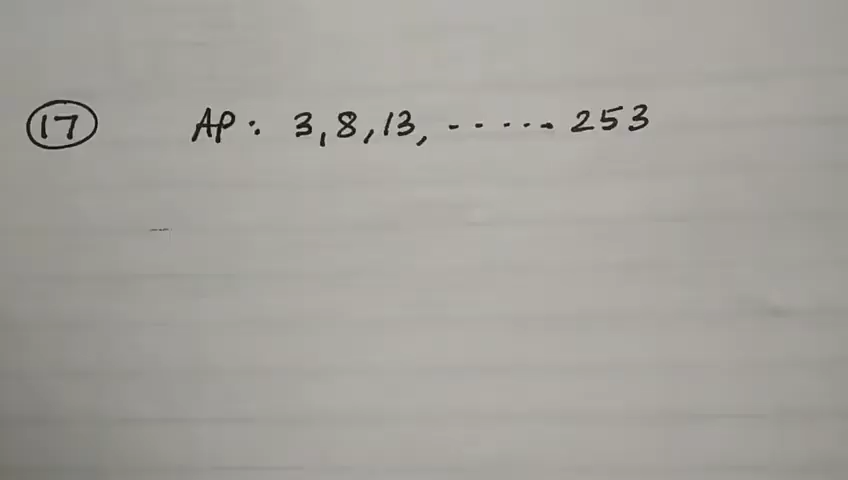 17 AP: 3, 8, 13, ...... 253